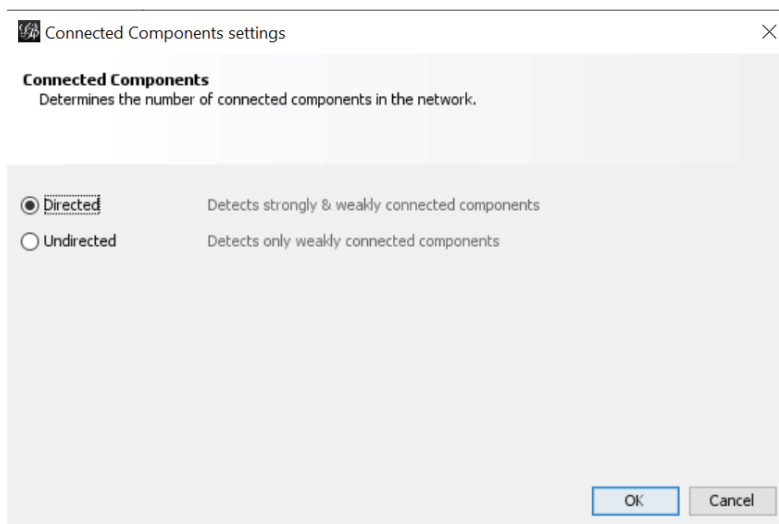 Connected Components settings
Connected Components
Determines the number of connected components in the network.
Directed Detects strongly & weakly connected components
Undirected Detects only weakly connected components
OK Cancel